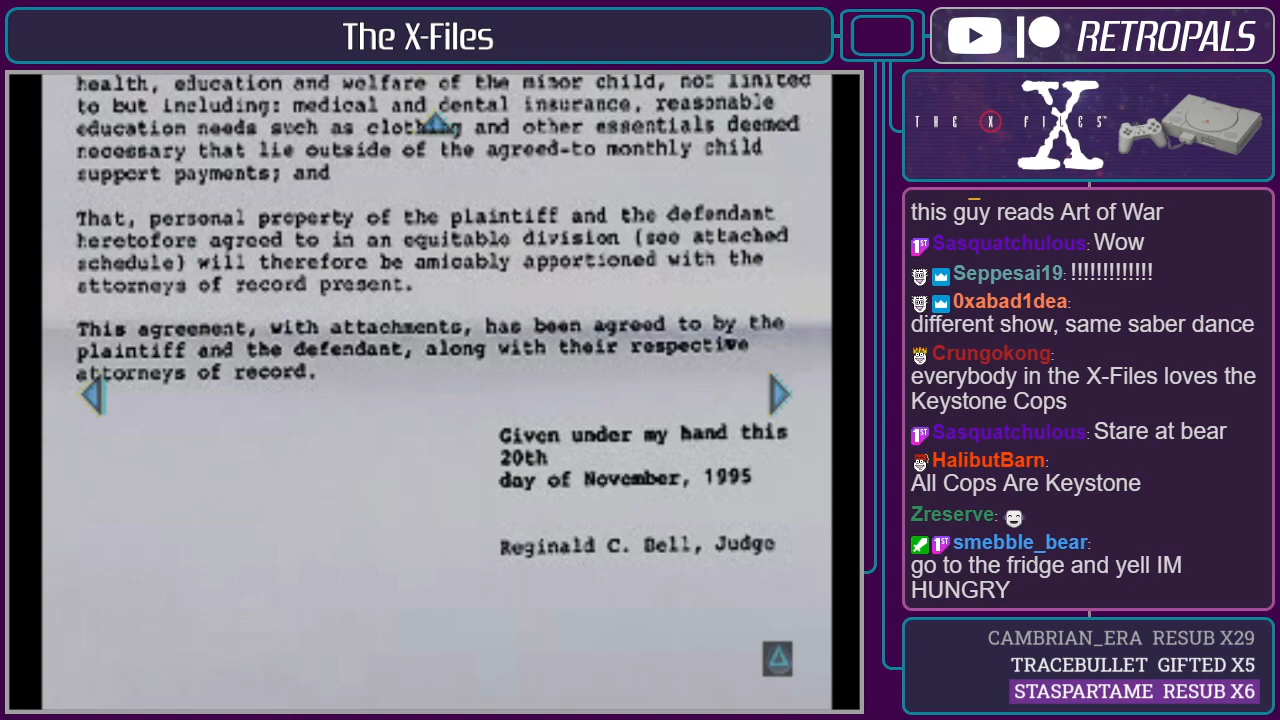 The X-Files
RETROPALS
health, education and welfare of the minor child, not limited
to but including: medical and dental insurance, reasonable
education needs such as clothing and other essentials deemed
necessary that lie outside of the agreed-to monthly child
support payments; and
That, personal property of the plaintiff and the defendant
heretofore agreed to in an equitable division (see attached
schedule) will therefore be amicably apportioned with the
attorneys of record present.
This agreement, with attachments, has been agreed to by the
plaintiff and the defendant, along with their respective
attorneys of record.
Given under my hand this
20th
day of November, 1995
Reginald C. Bell, Judge
THE X FILES™
X
this guy reads Art of War
1ST Sasquatchulous: Wow
Seppesai19: !!!!!!!!!!!!!
0xabad1dea:
different show, same saber dance
Crungokong:
everybody in the X-Files loves the
Keystone Cops
1ST Sasquatchulous: Stare at bear
HalibutBarn:
All Cops Are Keystone
Zreserve:
1ST smebble_bear:
go to the fridge and yell IM
HUNGRY
CAMBRIAN_ERA RESUB X29
TRACEBULLET GIFTED X5
STASPARTAME RESUB X6